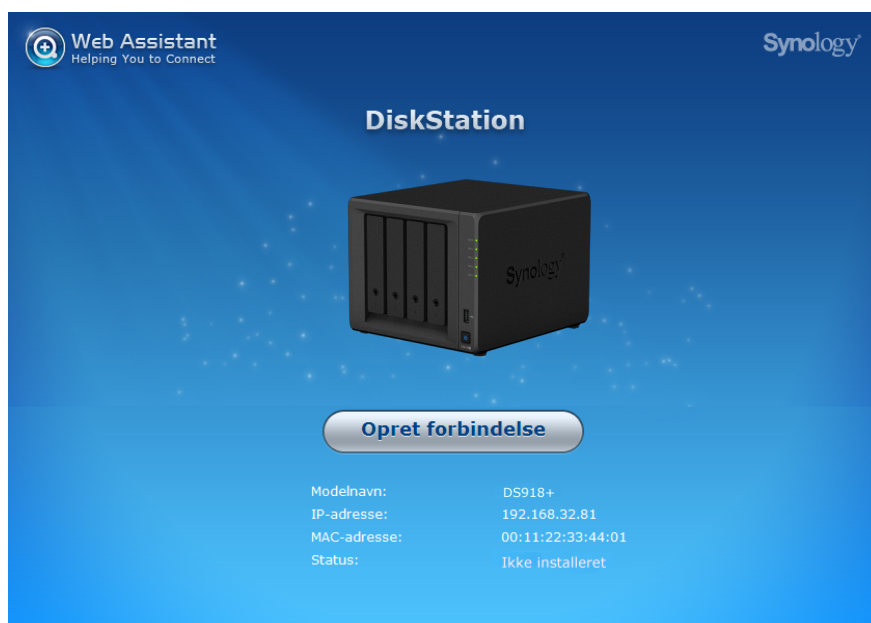 Web Assistant
Helping You to Connect
Synology
DiskStation
Synology
Opret forbindelse
Modelnavn: DS918+
IP-adresse: 192.168.32.81
MAC-adresse: 00:11:22:33:44:01
Status: Ikke installeret